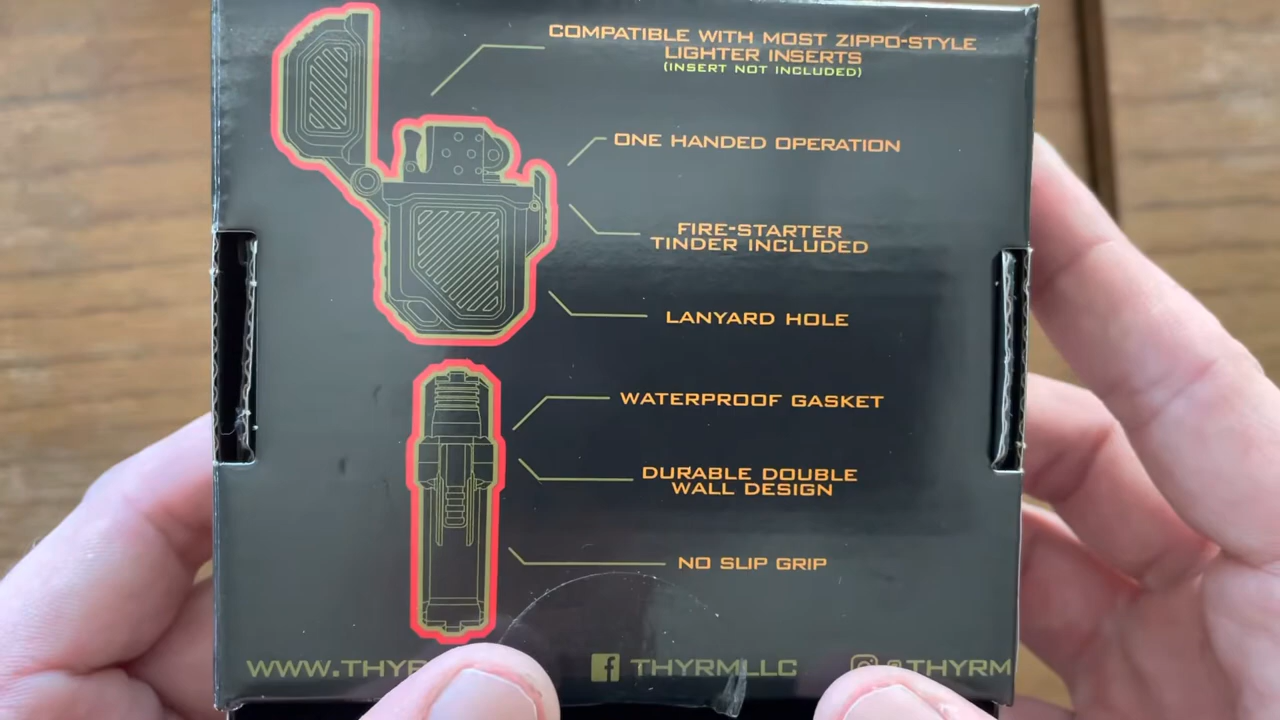 COMPATIBLE WITH MOST ZIPPO-STYLE
LIGHTER INSERTS
(INSERT NOT INCLUDED)
ONE HANDED OPERATION
FIRE-STARTER
TINDER INCLUDED
LANYARD HOLE
WATERPROOF GASKET
DURABLE DOUBLE
WALL DESIGN
NO SLIP GRIP
THYRMLLC @THYRM